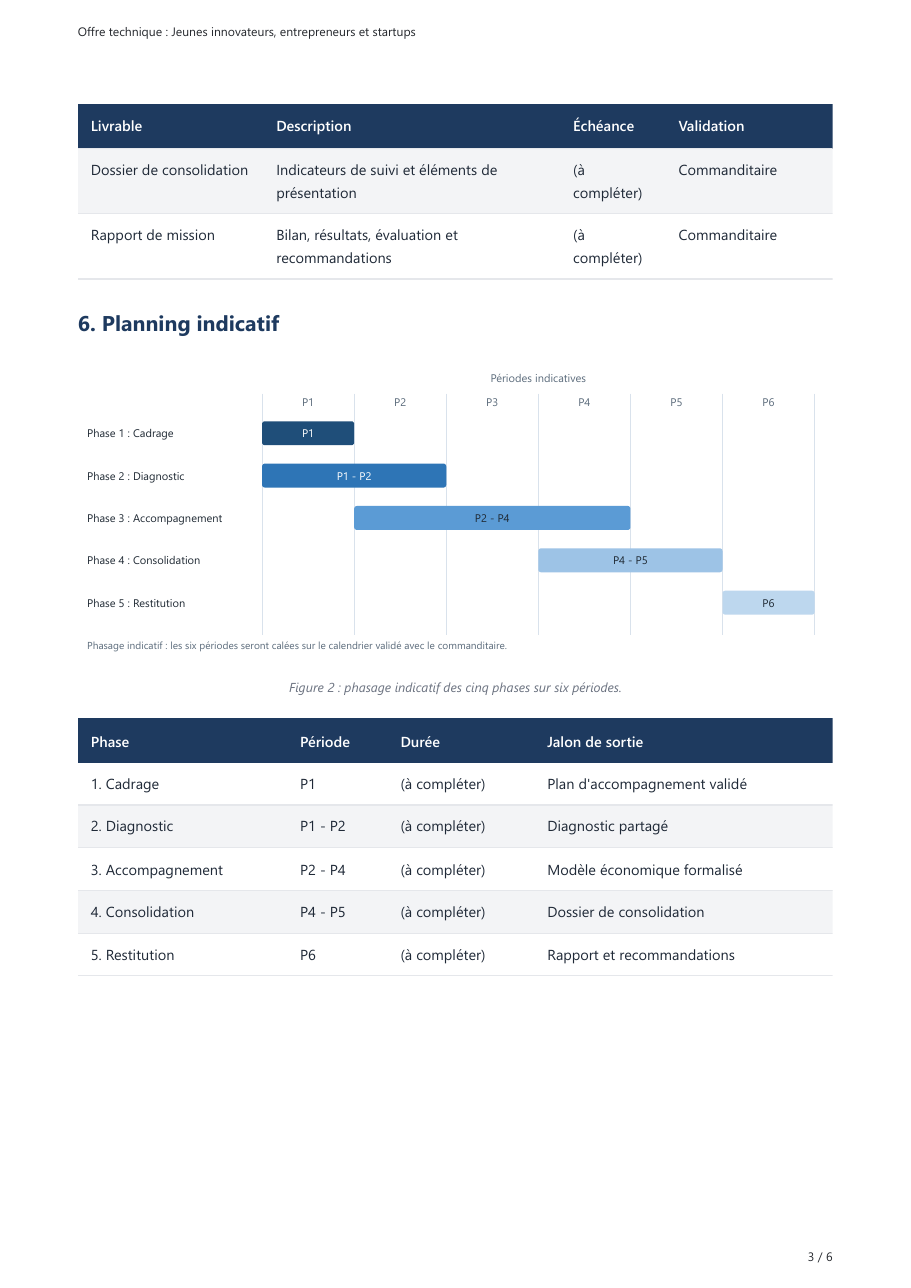 Offre technique : Jeunes innovateurs, entrepreneurs et startups
Livrable Description Échéance Validation
Dossier de consolidation Indicateurs de suivi et éléments de présentation (à compléter) Commanditaire
Rapport de mission Bilan, résultats, évaluation et recommandations (à compléter) Commanditaire
6. Planning indicatif
Périodes indicatives
P1 P2 P3 P4 P5 P6
Phase 1 : Cadrage P1
Phase 2 : Diagnostic P1 - P2
Phase 3 : Accompagnement P2 - P4
Phase 4 : Consolidation P4 - P5
Phase 5 : Restitution P6
Phasage indicatif : les six périodes seront calées sur le calendrier validé avec le commanditaire.
Figure 2 : phasage indicatif des cinq phases sur six périodes.
Phase Période Durée Jalon de sortie
1. Cadrage P1 (à compléter) Plan d'accompagnement validé
2. Diagnostic P1 - P2 (à compléter) Diagnostic partagé
3. Accompagnement P2 - P4 (à compléter) Modèle économique formalisé
4. Consolidation P4 - P5 (à compléter) Dossier de consolidation
5. Restitution P6 (à compléter) Rapport et recommandations
3 / 6